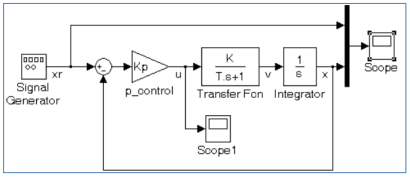 Signal
Generator
xr
+
-
Kp
p_control
u
K
T.s+1
Transfer Fcn
v
1
s
Integrator
x
Scope
Scope1